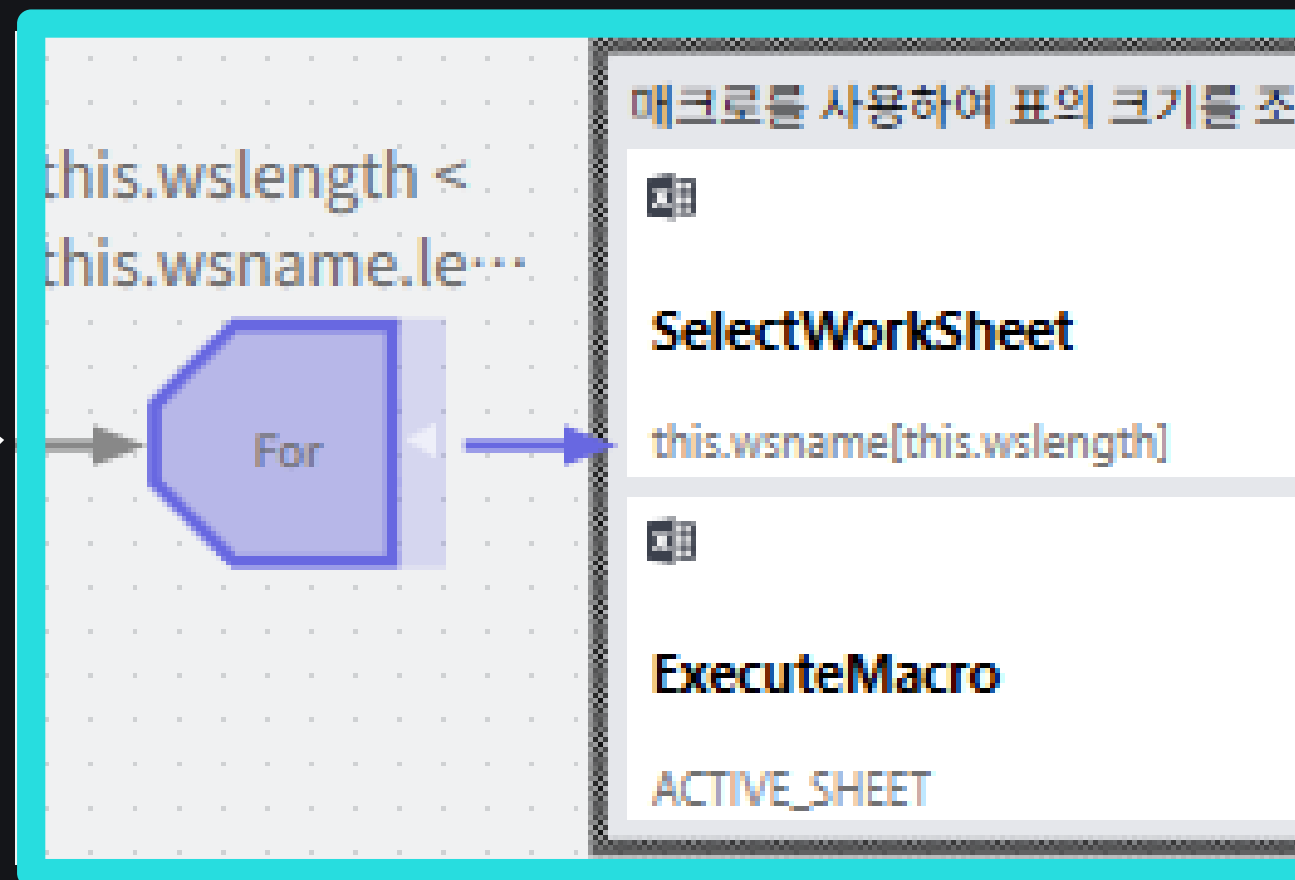 this.wslength <
this.wsname.le…
For
매크로를 사용하여 표의 크기를 조
SelectWorkSheet
this.wsname[this.wslength]
ExecuteMacro
ACTIVE_SHEET